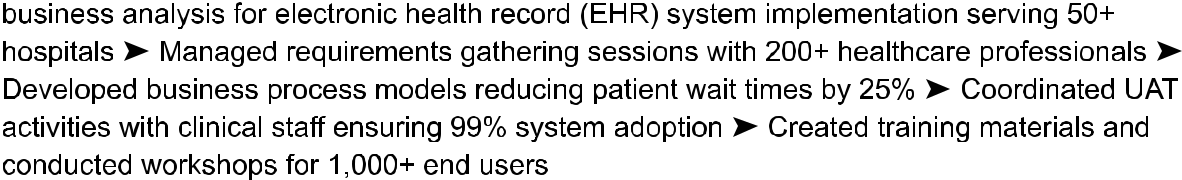 business analysis for electronic health record (EHR) system implementation serving 50+
hospitals ➤ Managed requirements gathering sessions with 200+ healthcare professionals ➤
Developed business process models reducing patient wait times by 25% ➤ Coordinated UAT
activities with clinical staff ensuring 99% system adoption ➤ Created training materials and
conducted workshops for 1,000+ end users